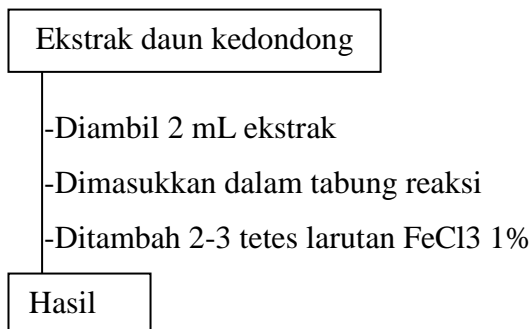 Ekstrak daun kedondong
-Diambil 2 mL ekstrak
-Dimasukkan dalam tabung reaksi
-Ditambah 2-3 tetes larutan FeCl3 1%
Hasil